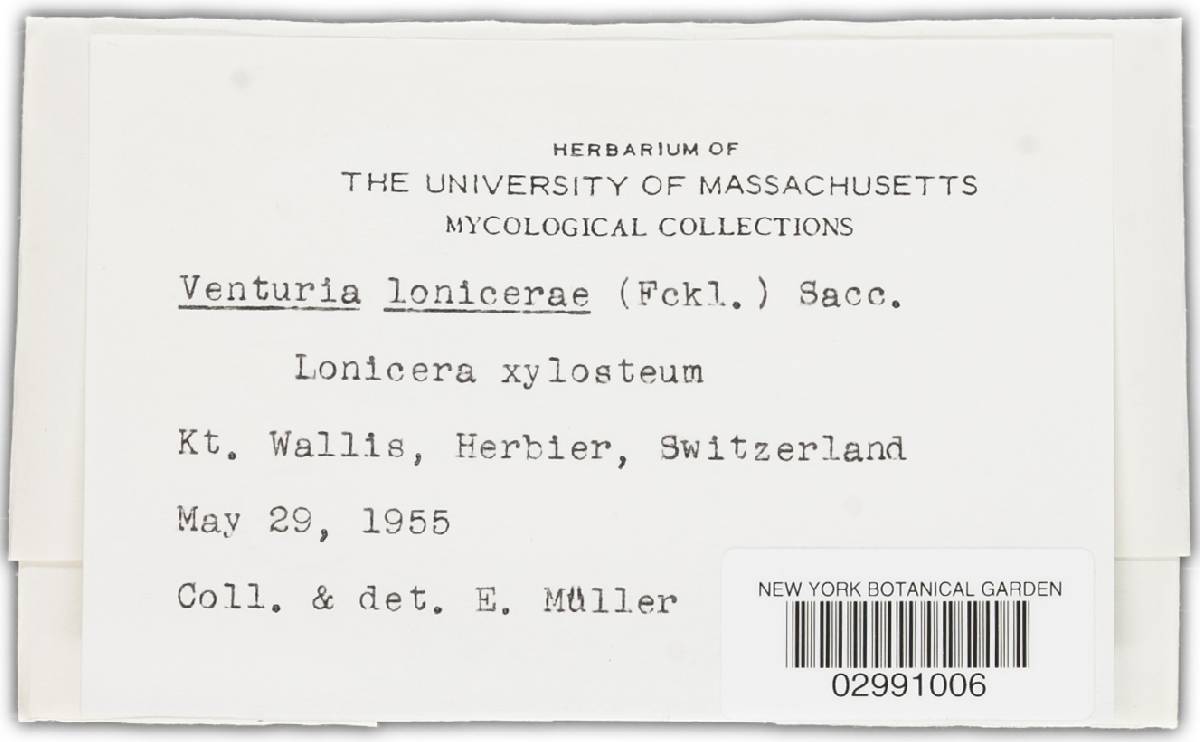 HERBARIUM OF
THE UNIVERSITY OF MASSACHUSETTS
MYCOLOGICAL COLLECTIONS
Venturia lonicerae (Fckl.) Sacc.
Lonicera xylosteum
Kt. Wallis, Herbier, Switzerland
May 29, 1955
Coll. & det. E. Müller
NEW YORK BOTANICAL GARDEN
02991006